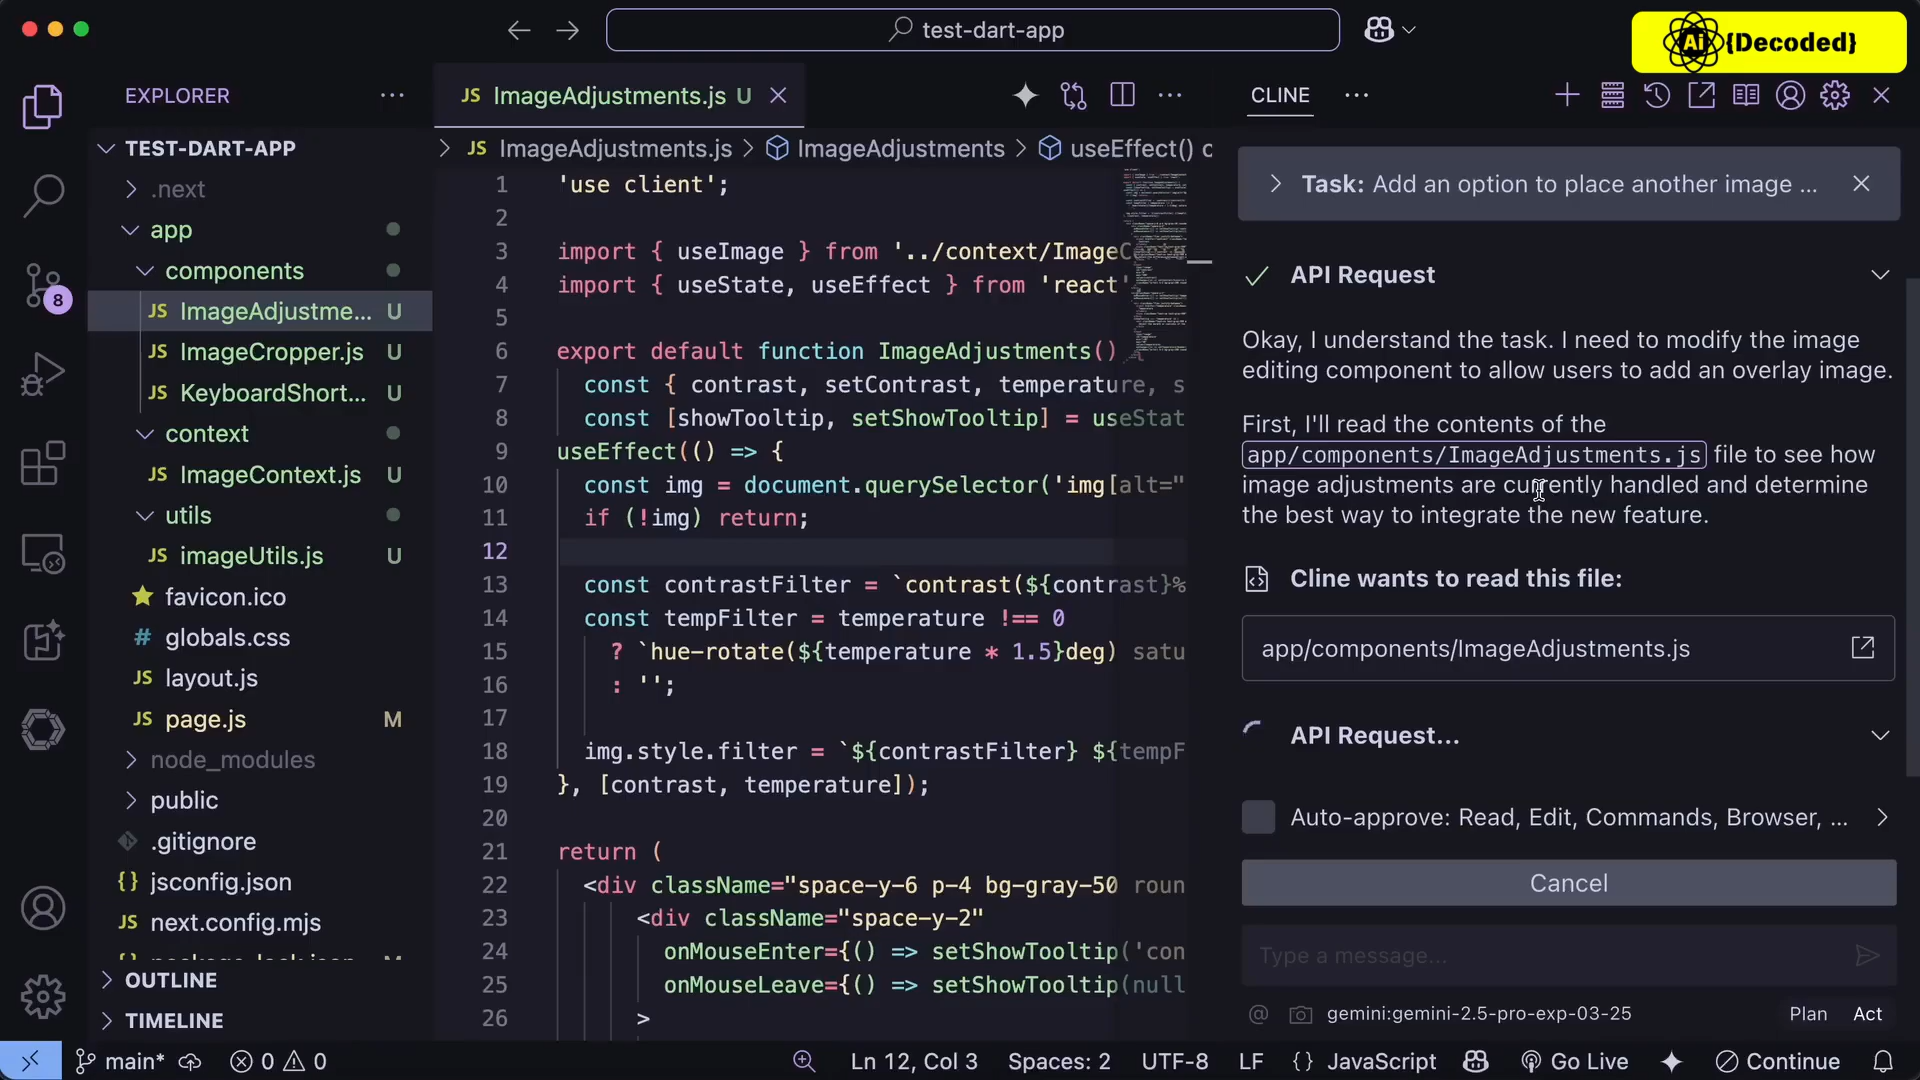 test-dart-app
Ai {Decoded}
EXPLORER
TEST-DART-APP
.next
app
components
JS ImageAdjustme... U
JS ImageCropper.js U
JS KeyboardShort... U
context
JS ImageContext.js U
utils
JS imageUtils.js U
favicon.ico
# globals.css
JS layout.js
JS page.js M
node_modules
public
.gitignore
{} jsconfig.json
JS next.config.mjs
OUTLINE
TIMELINE
8
JS ImageAdjustments.js U
JS ImageAdjustments.js > ImageAdjustments > useEffect() c
1 'use client';
2
3 import { useImage } from '../context/ImageC
4 import { useState, useEffect } from 'react'
5
6 export default function ImageAdjustments() {
7 const { contrast, setContrast, temperature, s
8 const [showTooltip, setShowTooltip] = useStat
9 useEffect(() => {
10 const img = document.querySelector('img[alt="
11 if (!img) return;
12
13 const contrastFilter = `contrast(${contrast}%
14 const tempFilter = temperature !== 0
15 ? `hue-rotate(${temperature * 1.5}deg) satu
16 : '';
17
18 img.style.filter = `${contrastFilter} ${tempF
19 }, [contrast, temperature]);
20
21 return (
22 <div className="space-y-6 p-4 bg-gray-50 roun
23 <div className="space-y-2"
24 onMouseEnter={() => setShowTooltip('con
25 onMouseLeave={() => setShowTooltip(null
26 >
CLINE
Task: Add an option to place another image ...
API Request
Okay, I understand the task. I need to modify the image
editing component to allow users to add an overlay image.
First, I'll read the contents of the
app/components/ImageAdjustments.js file to see how
image adjustments are currently handled and determine
the best way to integrate the new feature.
Cline wants to read this file:
app/components/ImageAdjustments.js
API Request...
Auto-approve: Read, Edit, Commands, Browser, ...
Cancel
Type a message...
@ gemini:gemini-2.5-pro-exp-03-25 Plan Act
main* 0 0 Ln 12, Col 3 Spaces: 2 UTF-8 LF {} JavaScript Go Live Continue